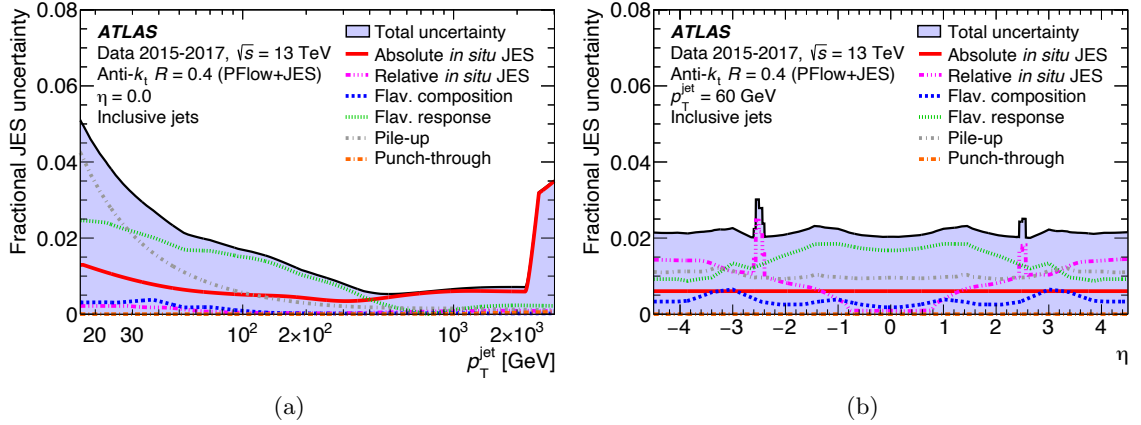 Fractional JES uncertainty
0.08
0.06
0.04
0.02
0
ATLAS
Data 2015-2017, √s = 13 TeV
Anti-kt R = 0.4 (PFlow+JES)
η = 0.0
Inclusive jets
Total uncertainty
Absolute in situ JES
Relative in situ JES
Flav. composition
Flav. response
Pile-up
Punch-through
20 30 10² 2×10² 10³ 2×10³
p_T^jet [GeV]
(a)
Fractional JES uncertainty
0.08
0.06
0.04
0.02
0
ATLAS
Data 2015-2017, √s = 13 TeV
Anti-kt R = 0.4 (PFlow+JES)
p_T^jet = 60 GeV
Inclusive jets
Total uncertainty
Absolute in situ JES
Relative in situ JES
Flav. composition
Flav. response
Pile-up
Punch-through
−4 −3 −2 −1 0 1 2 3 4
η
(b)